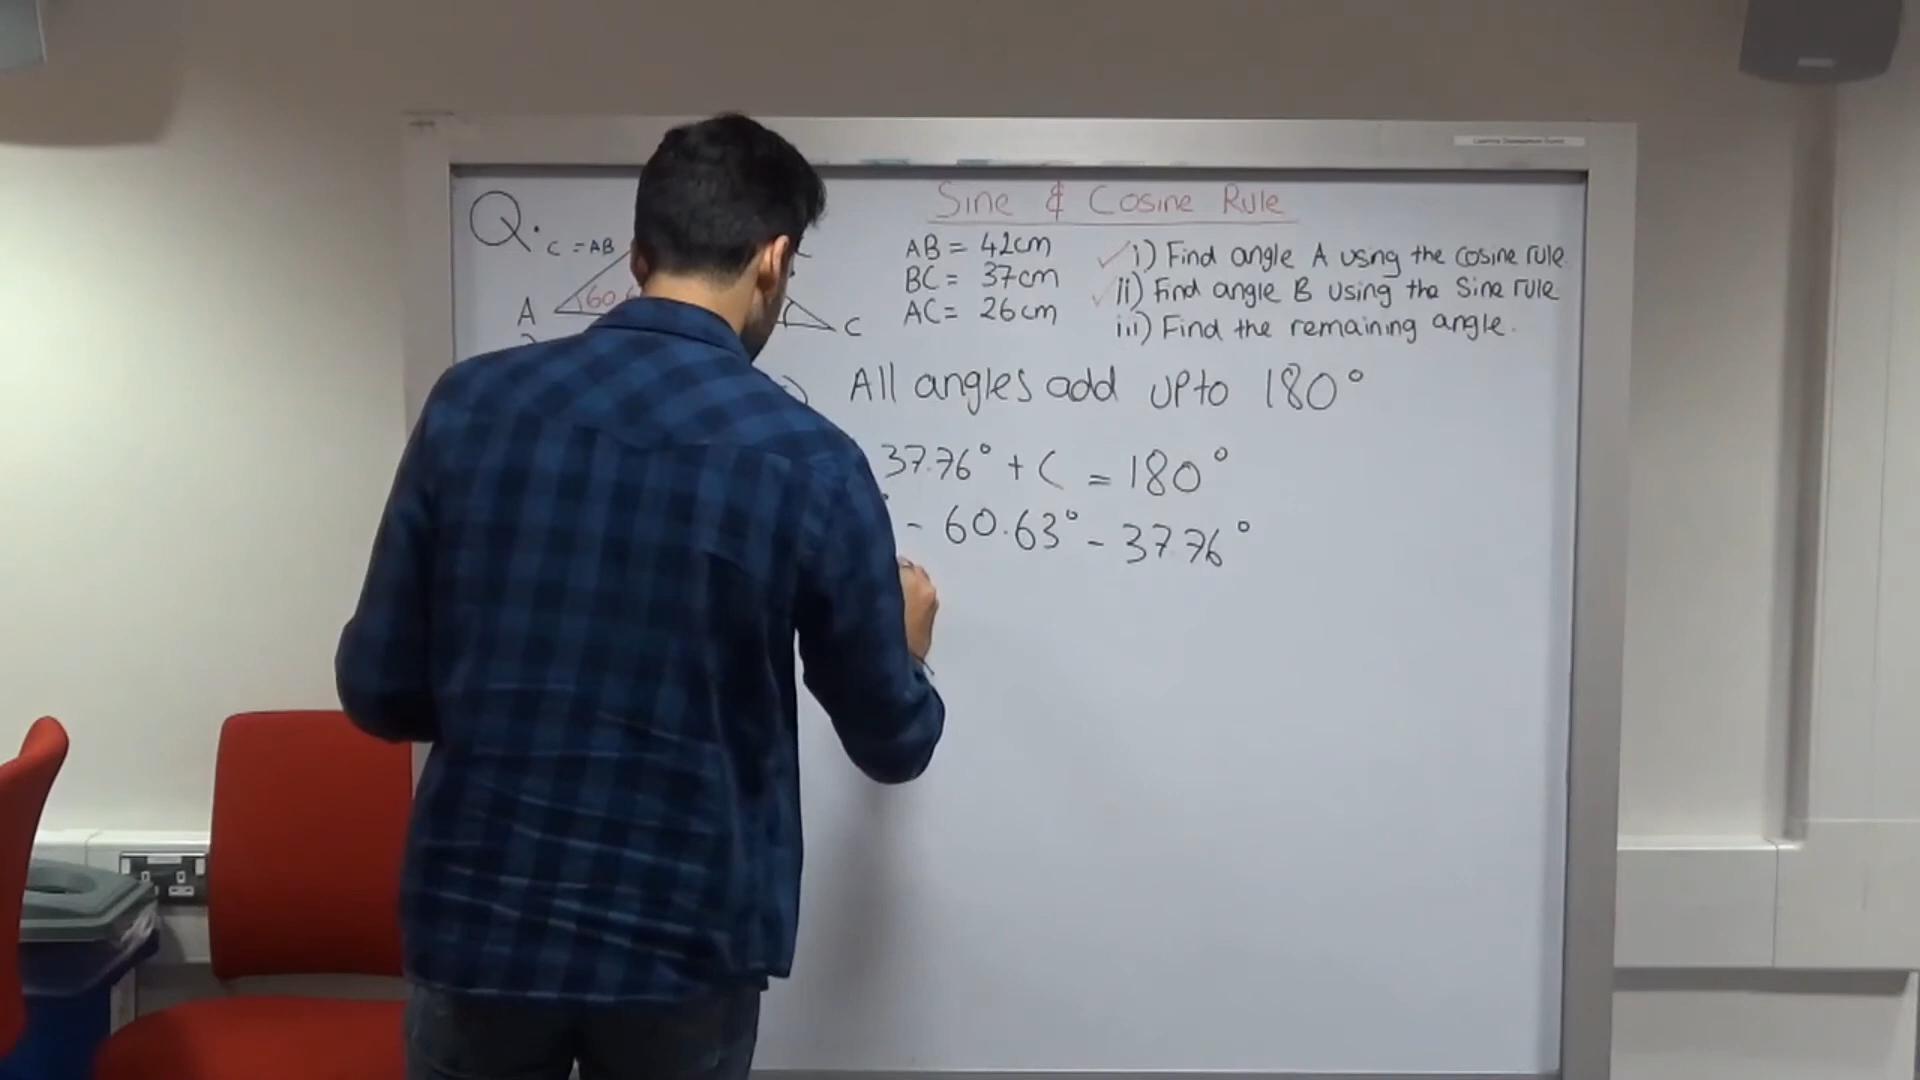 Sine & Cosine Rule
Q.
C = AB
A
60
C
AB = 42cm
BC = 37cm
AC = 26cm
i) Find angle A using the cosine rule
ii) Find angle B using the Sine rule
iii) Find the remaining angle.
All angles add up to 180°
37.76° + C = 180°
- 60.63° - 37.76°